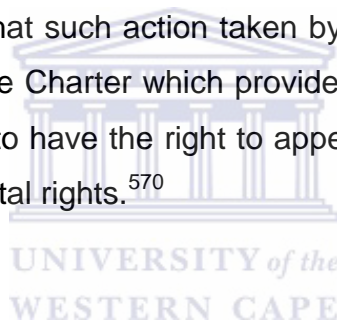 hat such action taken by
e Charter which provide
to have the right to appe
tal rights.570
UNIVERSITY of the
WESTERN CAPE